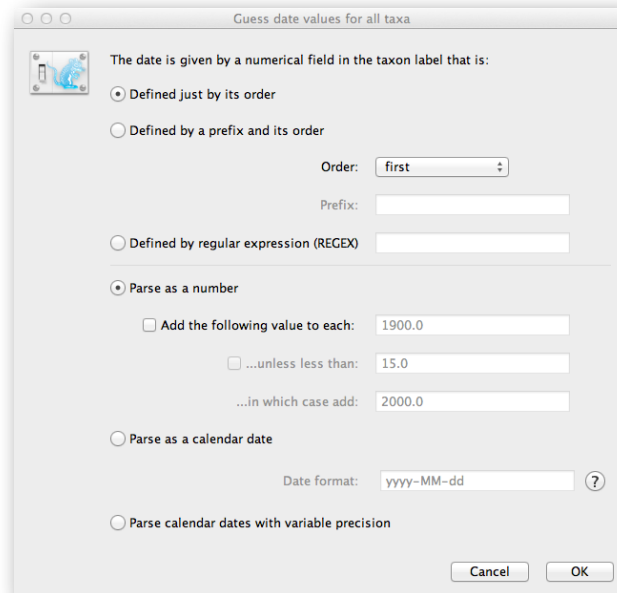 Guess date values for all taxa
The date is given by a numerical field in the taxon label that is:
Defined just by its order
Defined by a prefix and its order
Order: first
Prefix:
Defined by regular expression (REGEX)
Parse as a number
Add the following value to each: 1900.0
...unless less than: 15.0
...in which case add: 2000.0
Parse as a calendar date
Date format: yyyy-MM-dd ?
Parse calendar dates with variable precision
Cancel OK